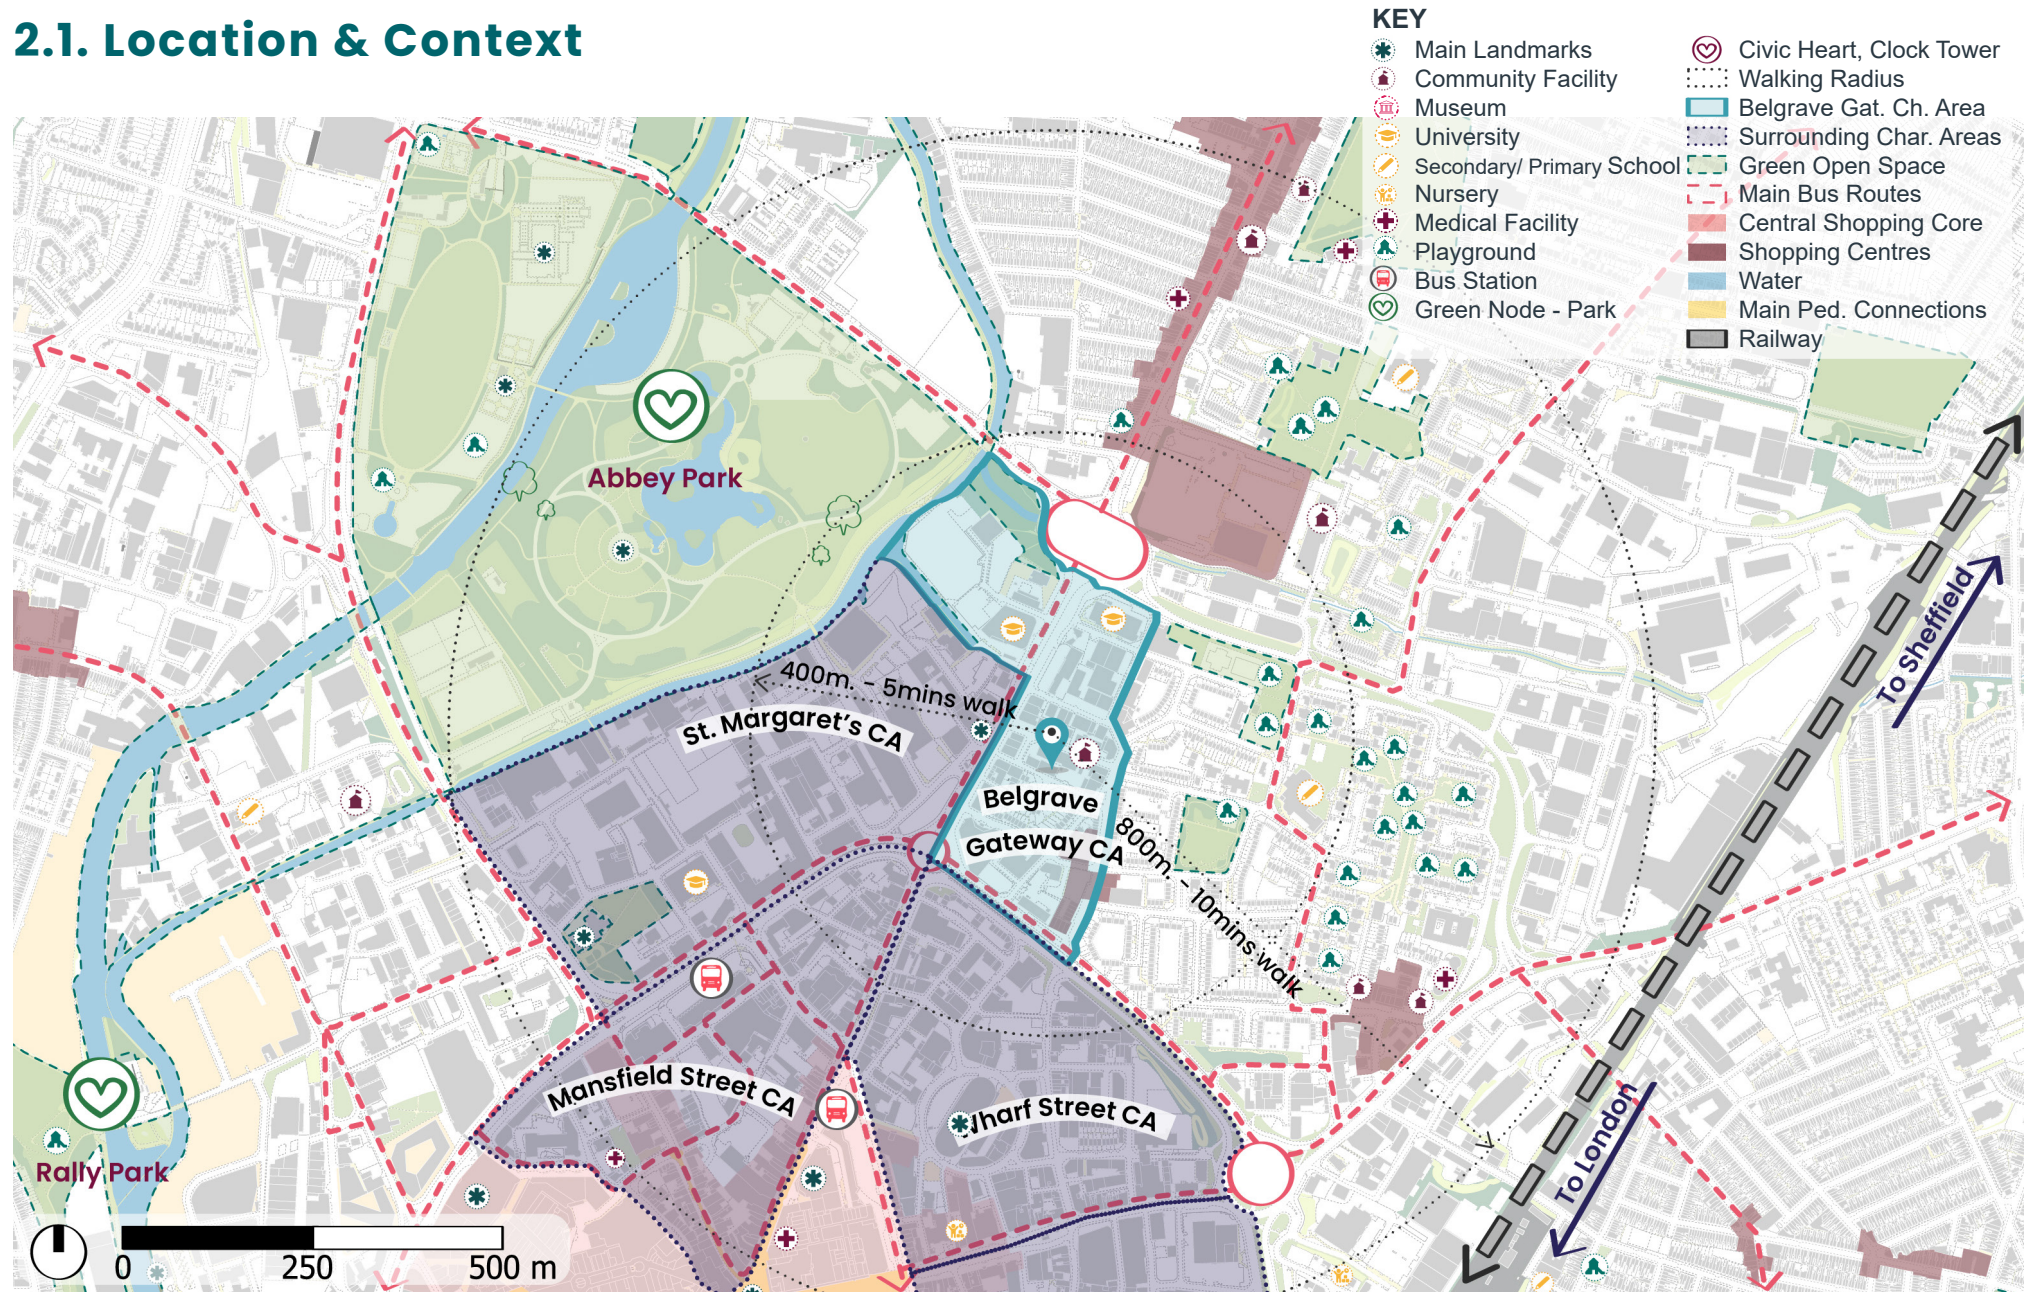 2.1. Location & Context
KEY
Main Landmarks
Community Facility
Museum
University
Secondary/ Primary School
Nursery
Medical Facility
Playground
Bus Station
Green Node - Park
Civic Heart, Clock Tower
Walking Radius
Belgrave Gat. Ch. Area
Surrounding Char. Areas
Green Open Space
Main Bus Routes
Central Shopping Core
Shopping Centres
Water
Main Ped. Connections
Railway
Abbey Park
To Sheffield
400m. - 5mins walk
St. Margaret's CA
Belgrave
Gateway CA
800m. - 10mins walk
Mansfield Street CA
Wharf Street CA
To London
Rally Park
0 250 500 m